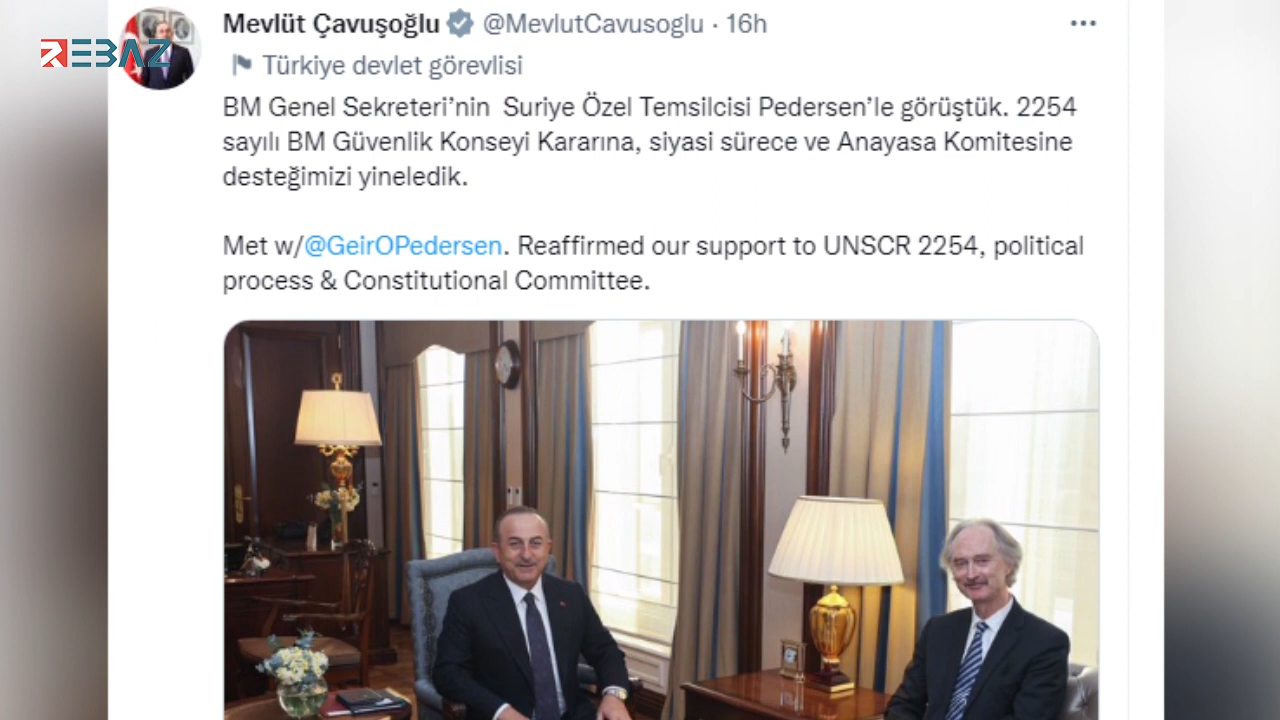 Mevlüt Çavuşoğlu @MevlutCavusoglu · 16h
REBAZ
Türkiye devlet görevlisi
BM Genel Sekreteri’nin Suriye Özel Temsilcisi Pedersen’le görüştük. 2254
sayılı BM Güvenlik Konseyi Kararına, siyasi sürece ve Anayasa Komitesine
desteğimizi yineledik.
Met w/@GeirOPedersen. Reaffirmed our support to UNSCR 2254, political
process & Constitutional Committee.